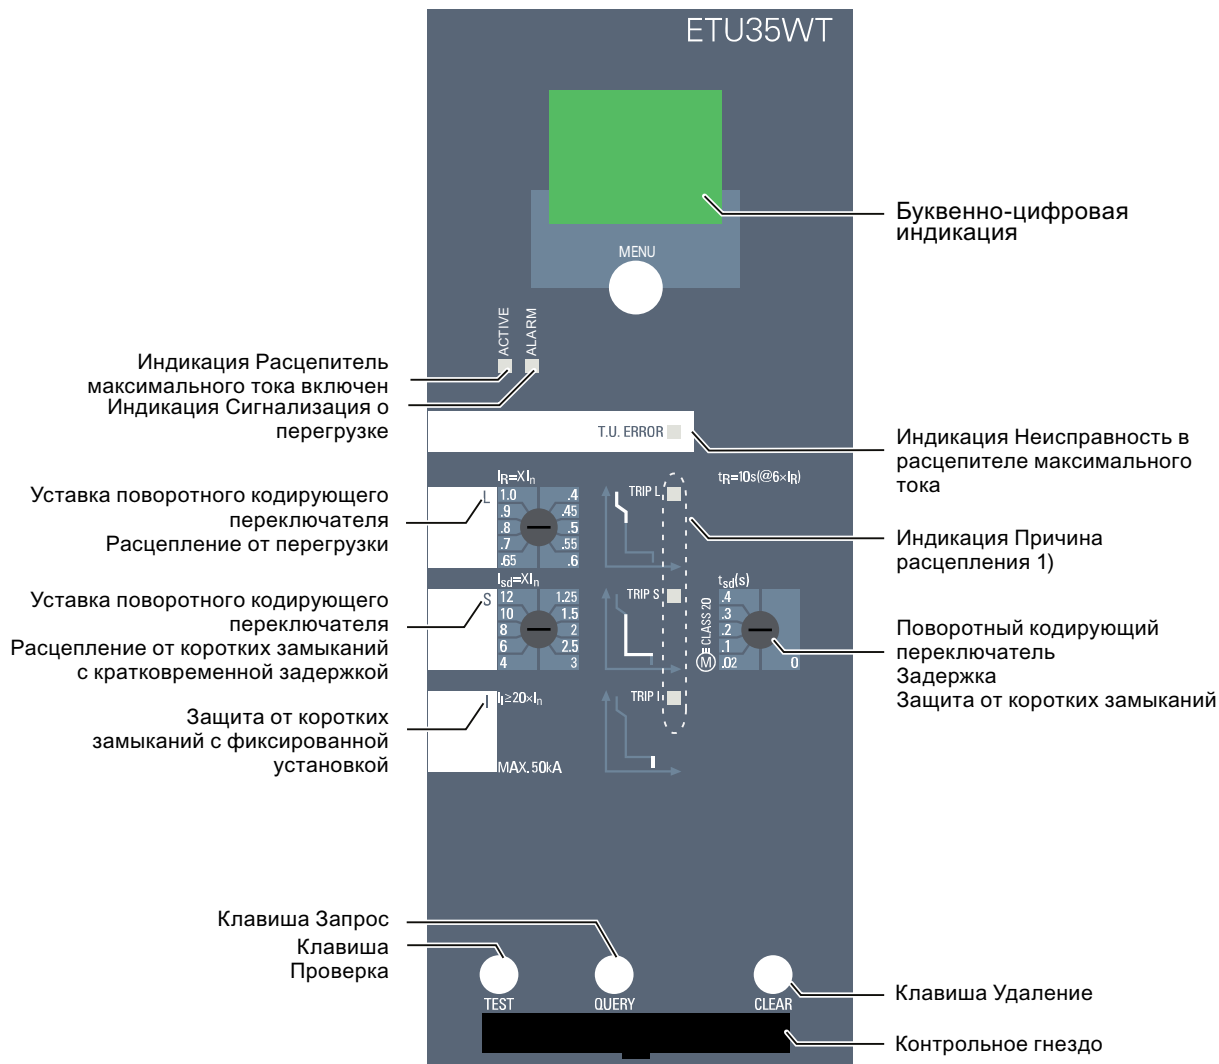 ETU35WT
Буквенно-цифровая
индикация
MENU
ACTIVE
ALARM
Индикация Расцепитель
максимального тока включен
Индикация Сигнализация о
перегрузке
T.U. ERROR
Индикация Неисправность в
расцепителе максимального
тока
Уставка поворотного кодирующего
переключателя
Расцепление от перегрузки
L
IR=XIn
1.0 .4
.9 .45
.8 .5
.7 .55
.65 .6
TRIP L
tR=10s(@6×IR)
Индикация Причина
расцепления 1)
Уставка поворотного кодирующего
переключателя
Расцепление от коротких замыканий
с кратковременной задержкой
S
Isd=XIn
12 1.25
10 1.5
8 2
6 2.5
4 3
TRIP S
tsd(s)
.4
.3
.2
.1
.02 0
M =CLASS 20
Поворотный кодирующий
переключатель
Задержка
Защита от коротких замыканий
Защита от коротких
замыканий с фиксированной
установкой
I
II≥20×In
MAX. 50kA
TRIP I
Клавиша Запрос
Клавиша
Проверка
TEST
QUERY
CLEAR
Клавиша Удаление
Контрольное гнездо